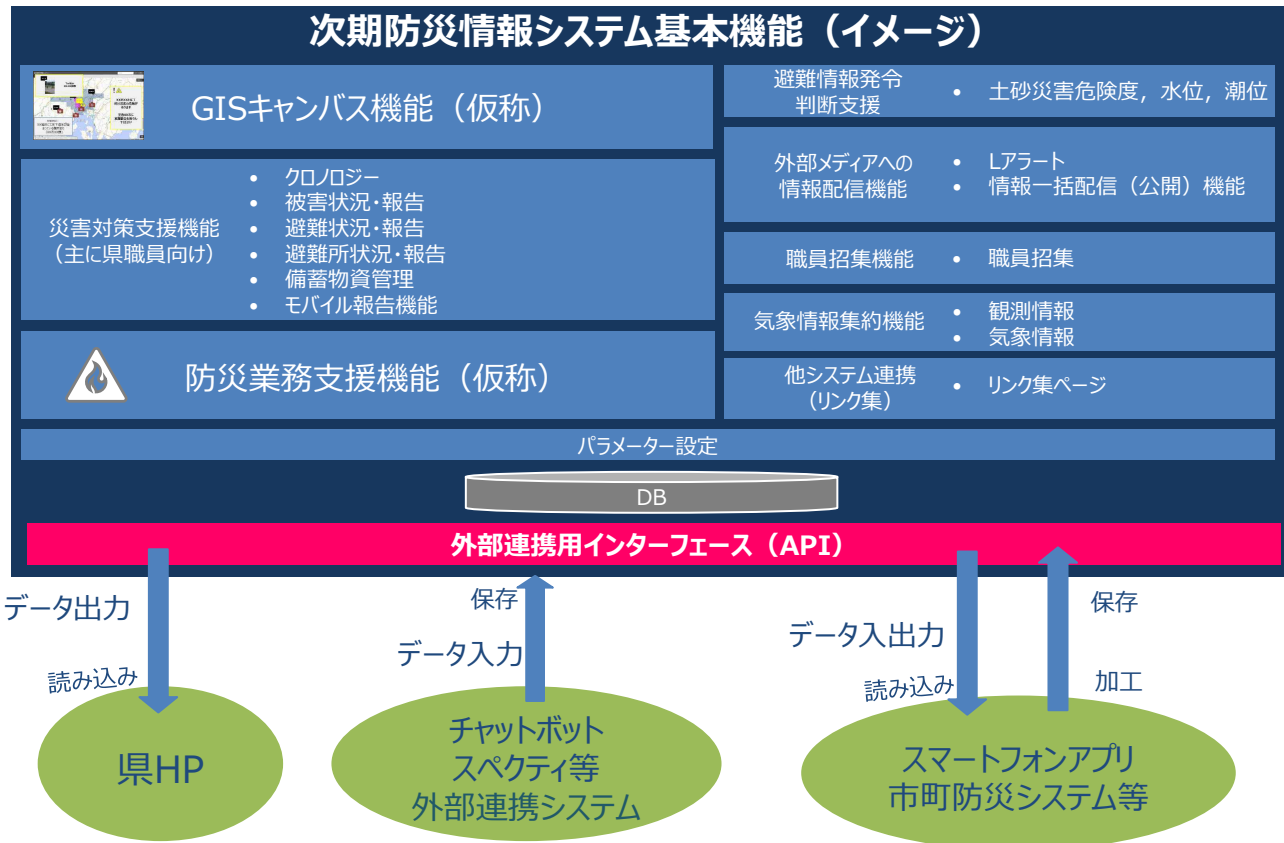 次期防災情報システム基本機能（イメージ）
GISキャンバス機能（仮称）
災害対策支援機能
（主に県職員向け）
• クロノロジー
• 被害状況・報告
• 避難状況・報告
• 避難所状況・報告
• 備蓄物資管理
• モバイル報告機能
防災業務支援機能（仮称）
避難情報発令
判断支援
• 土砂災害危険度，水位，潮位
外部メディアへの
情報配信機能
• Lアラート
• 情報一括配信（公開）機能
職員招集機能
• 職員招集
気象情報集約機能
• 観測情報
• 気象情報
他システム連携
（リンク集）
• リンク集ページ
パラメーター設定
DB
外部連携用インターフェース（API）
データ出力
読み込み
県HP
保存
データ入力
チャットボット
スペクティ等
外部連携システム
データ入出力
読み込み
保存
加工
スマートフォンアプリ
市町防災システム等